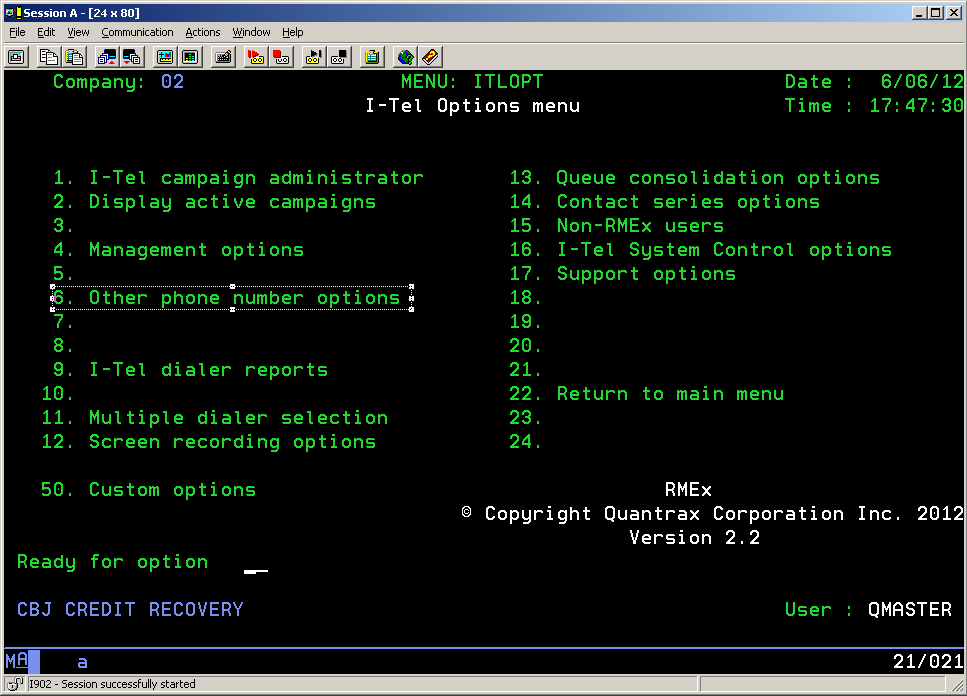 Session A - [24 x 80]
File Edit View Communication Actions Window Help
Company: 02 MENU: ITLOPT Date : 6/06/12
I-Tel Options menu Time : 17:47:30
1. I-Tel campaign administrator 13. Queue consolidation options
2. Display active campaigns 14. Contact series options
3. 15. Non-RMEx users
4. Management options 16. I-Tel System Control options
5. 17. Support options
6. Other phone number options 18.
7. 19.
8. 20.
9. I-Tel dialer reports 21.
10. 22. Return to main menu
11. Multiple dialer selection 23.
12. Screen recording options 24.
50. Custom options RMEx
© Copyright Quantrax Corporation Inc. 2012
Version 2.2
Ready for option __
CBJ CREDIT RECOVERY User : QMASTER
MA a 21/021
I902 - Session successfully started